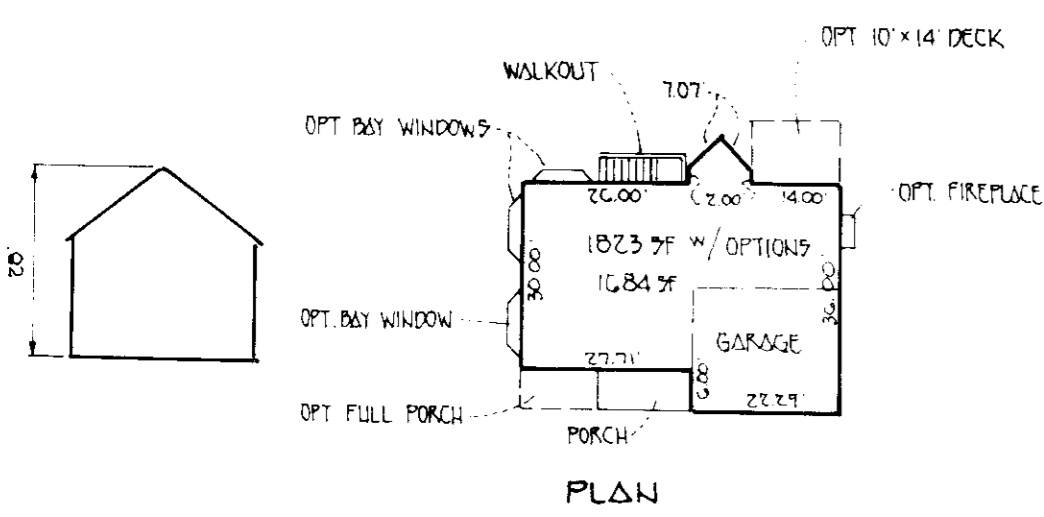 OPT 10' × 14' DECK
WALKOUT
7.07'
OPT BAY WINDOWS
26.00'
2.00'
14.00'
OPT. FIREPLACE
1823 SF W/ OPTIONS
1684 SF
30.00'
36.00'
28'
OPT. BAY WINDOW
GARAGE
27.71'
6.00'
22.29'
OPT FULL PORCH
PORCH
PLAN